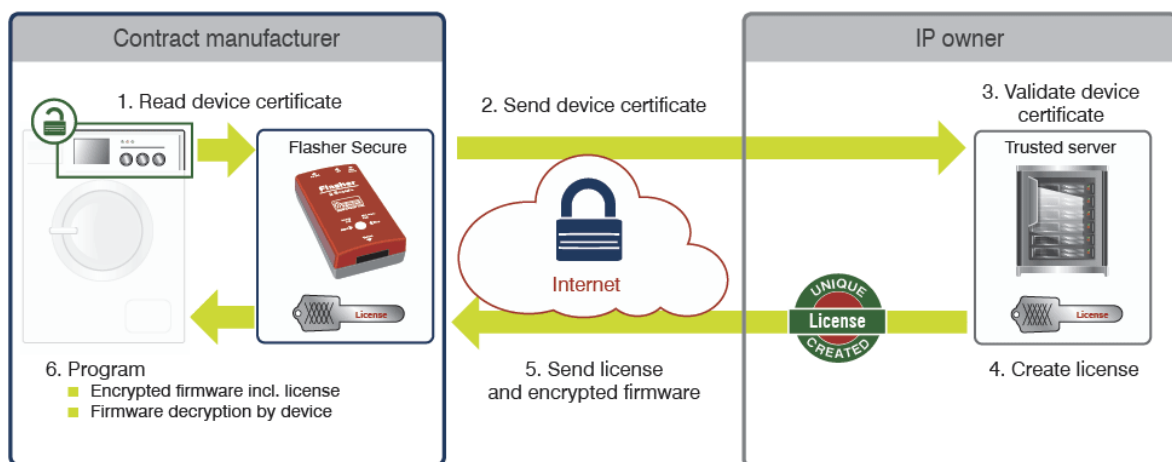 Contract manufacturer
IP owner
1. Read device certificate
2. Send device certificate
3. Validate device
certificate
Flasher Secure
Trusted server
Flasher
Internet
UNIQUE
License
CREATED
License
License
6. Program
Encrypted firmware incl. license
Firmware decryption by device
5. Send license
and encrypted firmware
4. Create license